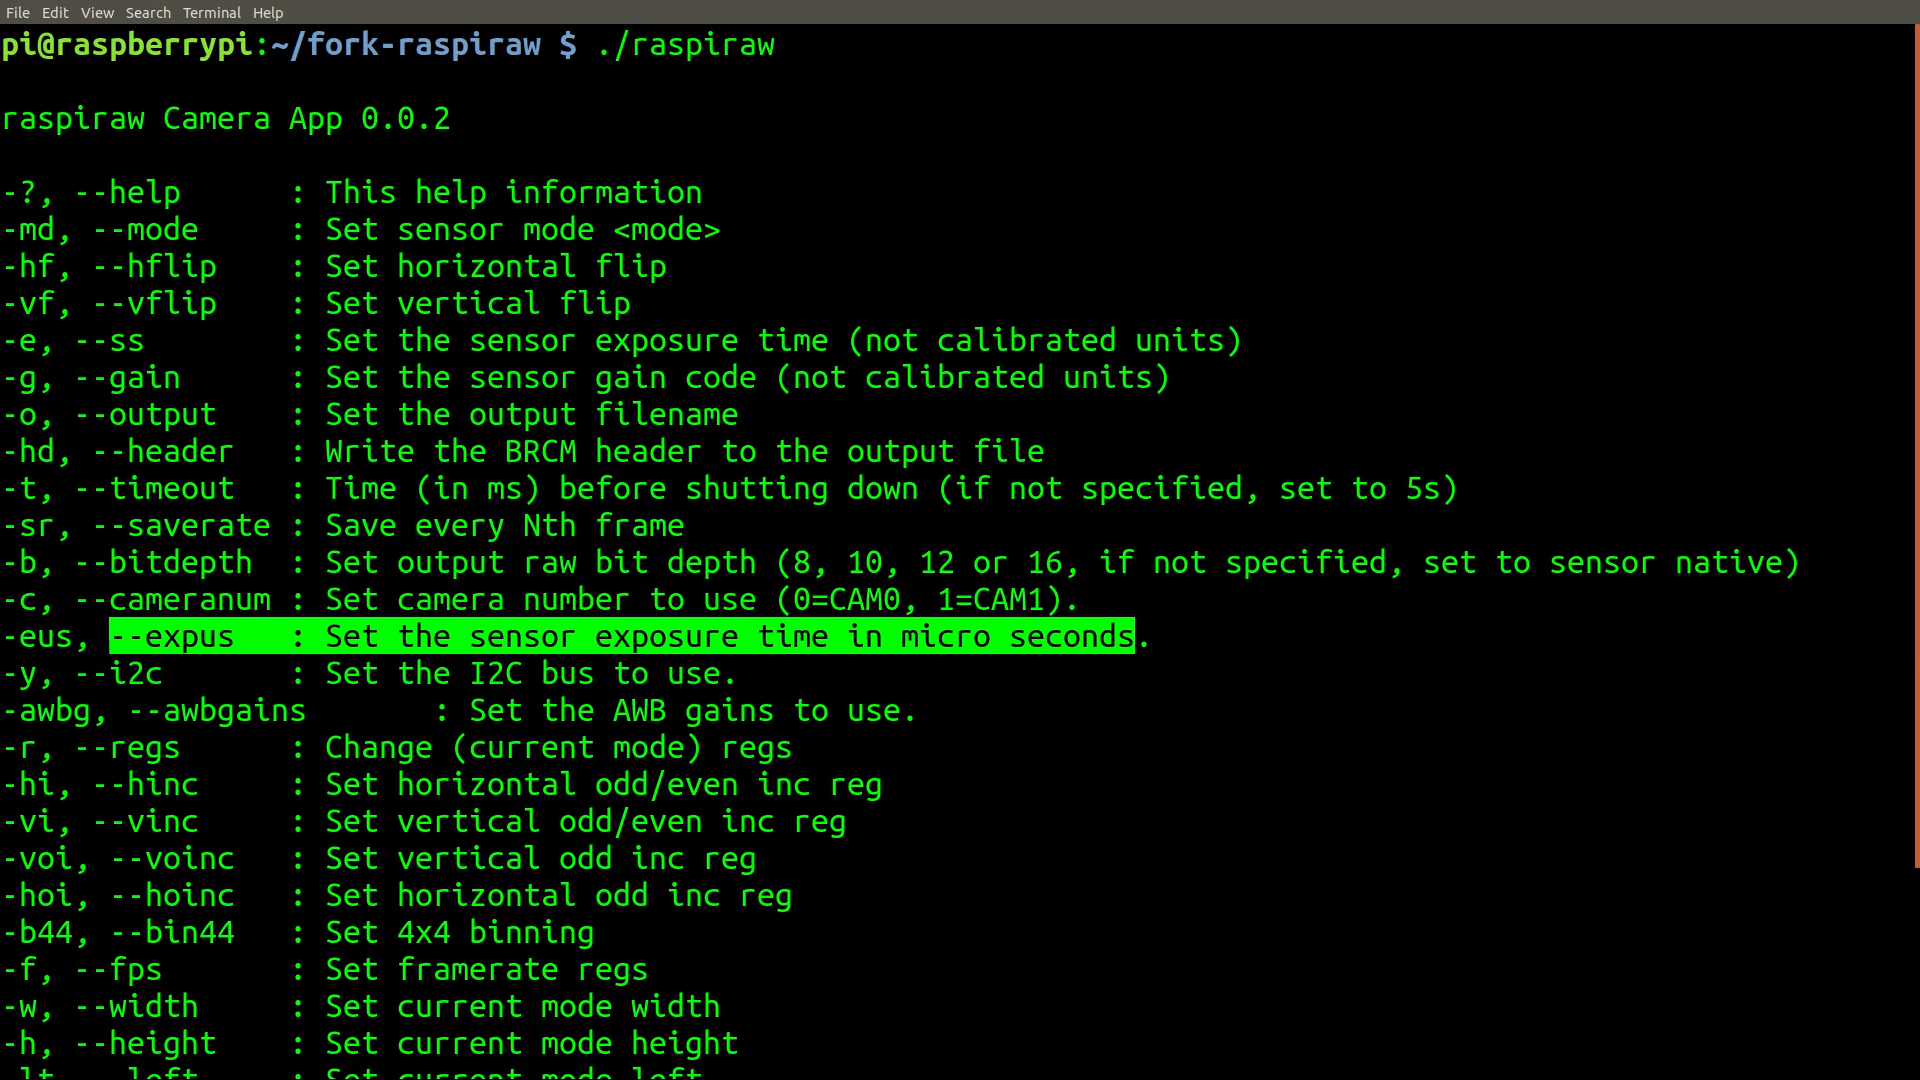 File Edit View Search Terminal Help
pi@raspberrypi:~/fork-raspiraw $ ./raspiraw
raspiraw Camera App 0.0.2
-?, --help      : This help information
-md, --mode     : Set sensor mode <mode>
-hf, --hflip    : Set horizontal flip
-vf, --vflip    : Set vertical flip
-e, --ss        : Set the sensor exposure time (not calibrated units)
-g, --gain      : Set the sensor gain code (not calibrated units)
-o, --output    : Set the output filename
-hd, --header   : Write the BRCM header to the output file
-t, --timeout   : Time (in ms) before shutting down (if not specified, set to 5s)
-sr, --saverate : Save every Nth frame
-b, --bitdepth  : Set output raw bit depth (8, 10, 12 or 16, if not specified, set to sensor native)
-c, --cameranum : Set camera number to use (0=CAM0, 1=CAM1).
-eus, --expus   : Set the sensor exposure time in micro seconds.
-y, --i2c       : Set the I2C bus to use.
-awbg, --awbgains       : Set the AWB gains to use.
-r, --regs      : Change (current mode) regs
-hi, --hinc     : Set horizontal odd/even inc reg
-vi, --vinc     : Set vertical odd/even inc reg
-voi, --voinc   : Set vertical odd inc reg
-hoi, --hoinc   : Set horizontal odd inc reg
-b44, --bin44   : Set 4x4 binning
-f, --fps       : Set framerate regs
-w, --width     : Set current mode width
-h, --height    : Set current mode height
-lt, --left     : Set current mode left